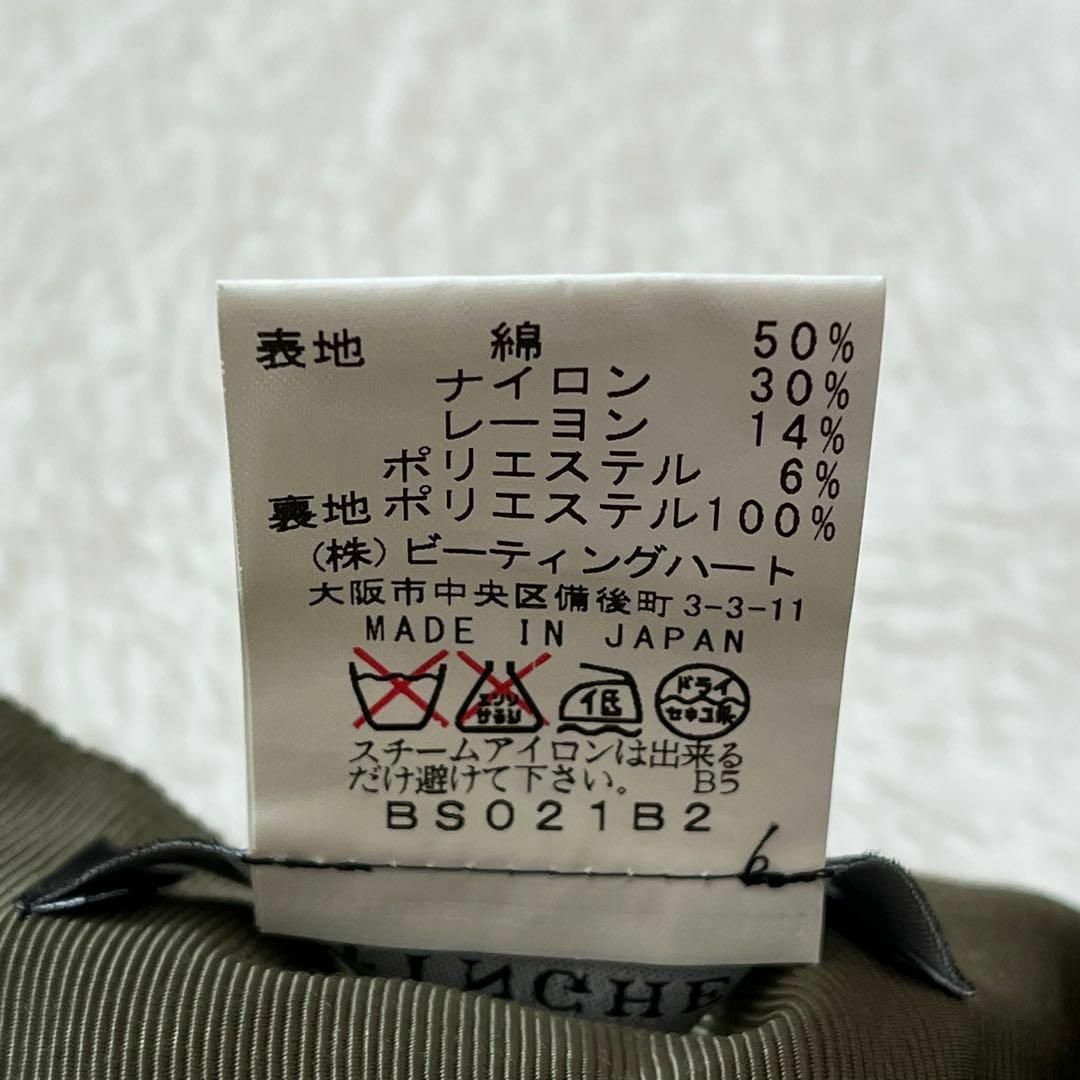 表地 綿 50%
ナイロン 30%
レーヨン 14%
ポリエステル 6%
裏地 ポリエステル 100%
(株)ビーティングハート
大阪市中央区備後町3-3-11
MADE IN JAPAN
エンソ サラシ 低 ドライ
セキユ系
スチームアイロンは出来る
だけ避けて下さい。 B5
BS021B2
6